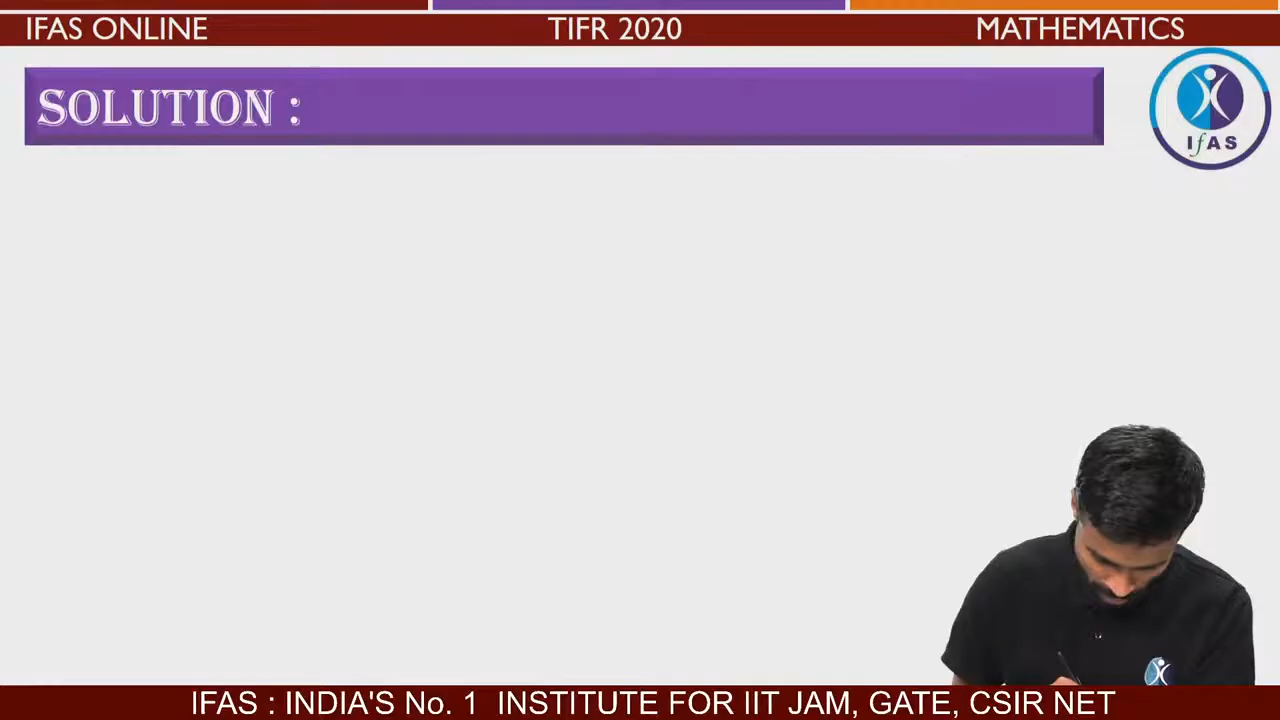 IFAS ONLINE TIFR 2020 MATHEMATICS
SOLUTION :
IfAS
IFAS : INDIA'S No. 1 INSTITUTE FOR IIT JAM, GATE, CSIR NET